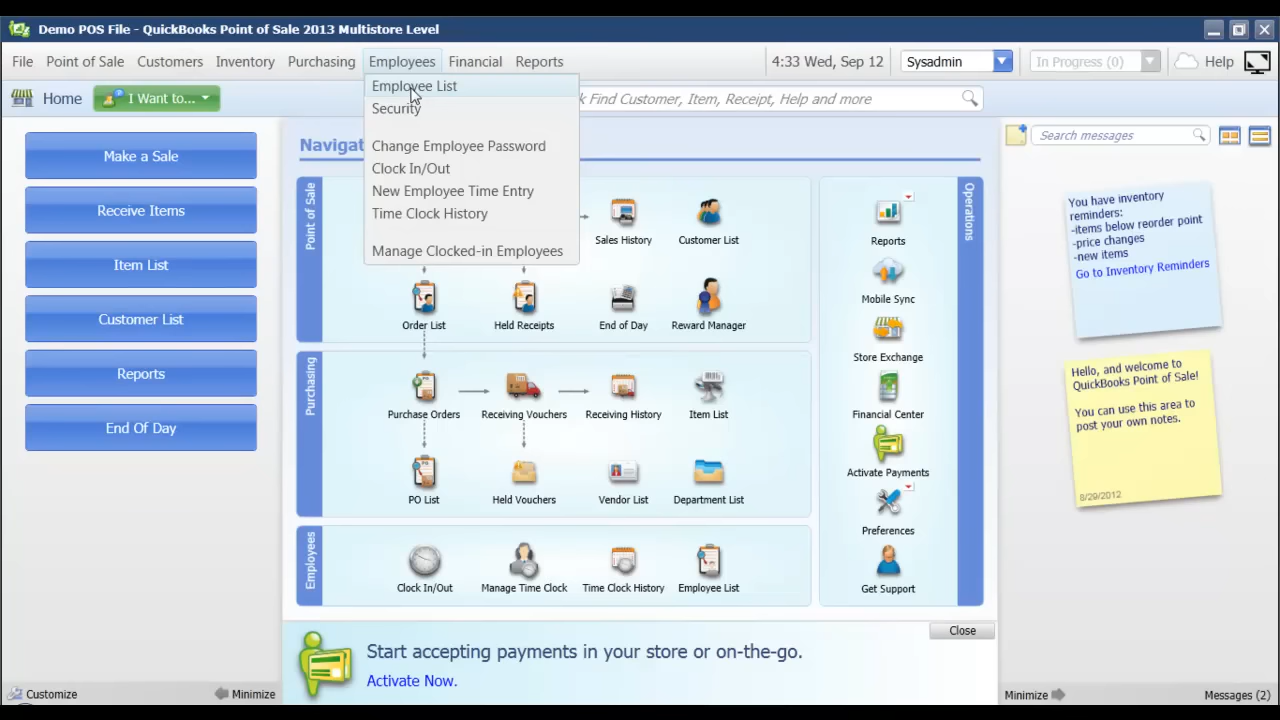 Demo POS File - QuickBooks Point of Sale 2013 Multistore Level
File Point of Sale Customers Inventory Purchasing Employees Financial Reports
4:33 Wed, Sep 12
Sysadmin
In Progress (0)
Help
Home
I Want to...
Find Customer, Item, Receipt, Help and more
Employee List
Security
Change Employee Password
Clock In/Out
New Employee Time Entry
Time Clock History
Manage Clocked-in Employees
Make a Sale
Receive Items
Item List
Customer List
Reports
End Of Day
Customize
Minimize
Point of Sale
Sales History
Customer List
Order List
Held Receipts
End of Day
Reward Manager
Purchasing
Purchase Orders
Receiving Vouchers
Receiving History
Item List
PO List
Held Vouchers
Vendor List
Department List
Employees
Clock In/Out
Manage Time Clock
Time Clock History
Employee List
Operations
Reports
Mobile Sync
Store Exchange
Financial Center
Activate Payments
Preferences
Get Support
Close
Start accepting payments in your store or on-the-go.
Activate Now.
Search messages
You have inventory
reminders:
-items below reorder point
-price changes
-new items
Go to Inventory Reminders
Hello, and welcome to
QuickBooks Point of Sale!
You can use this area to
post your own notes.
8/29/2012
Minimize
Messages (2)